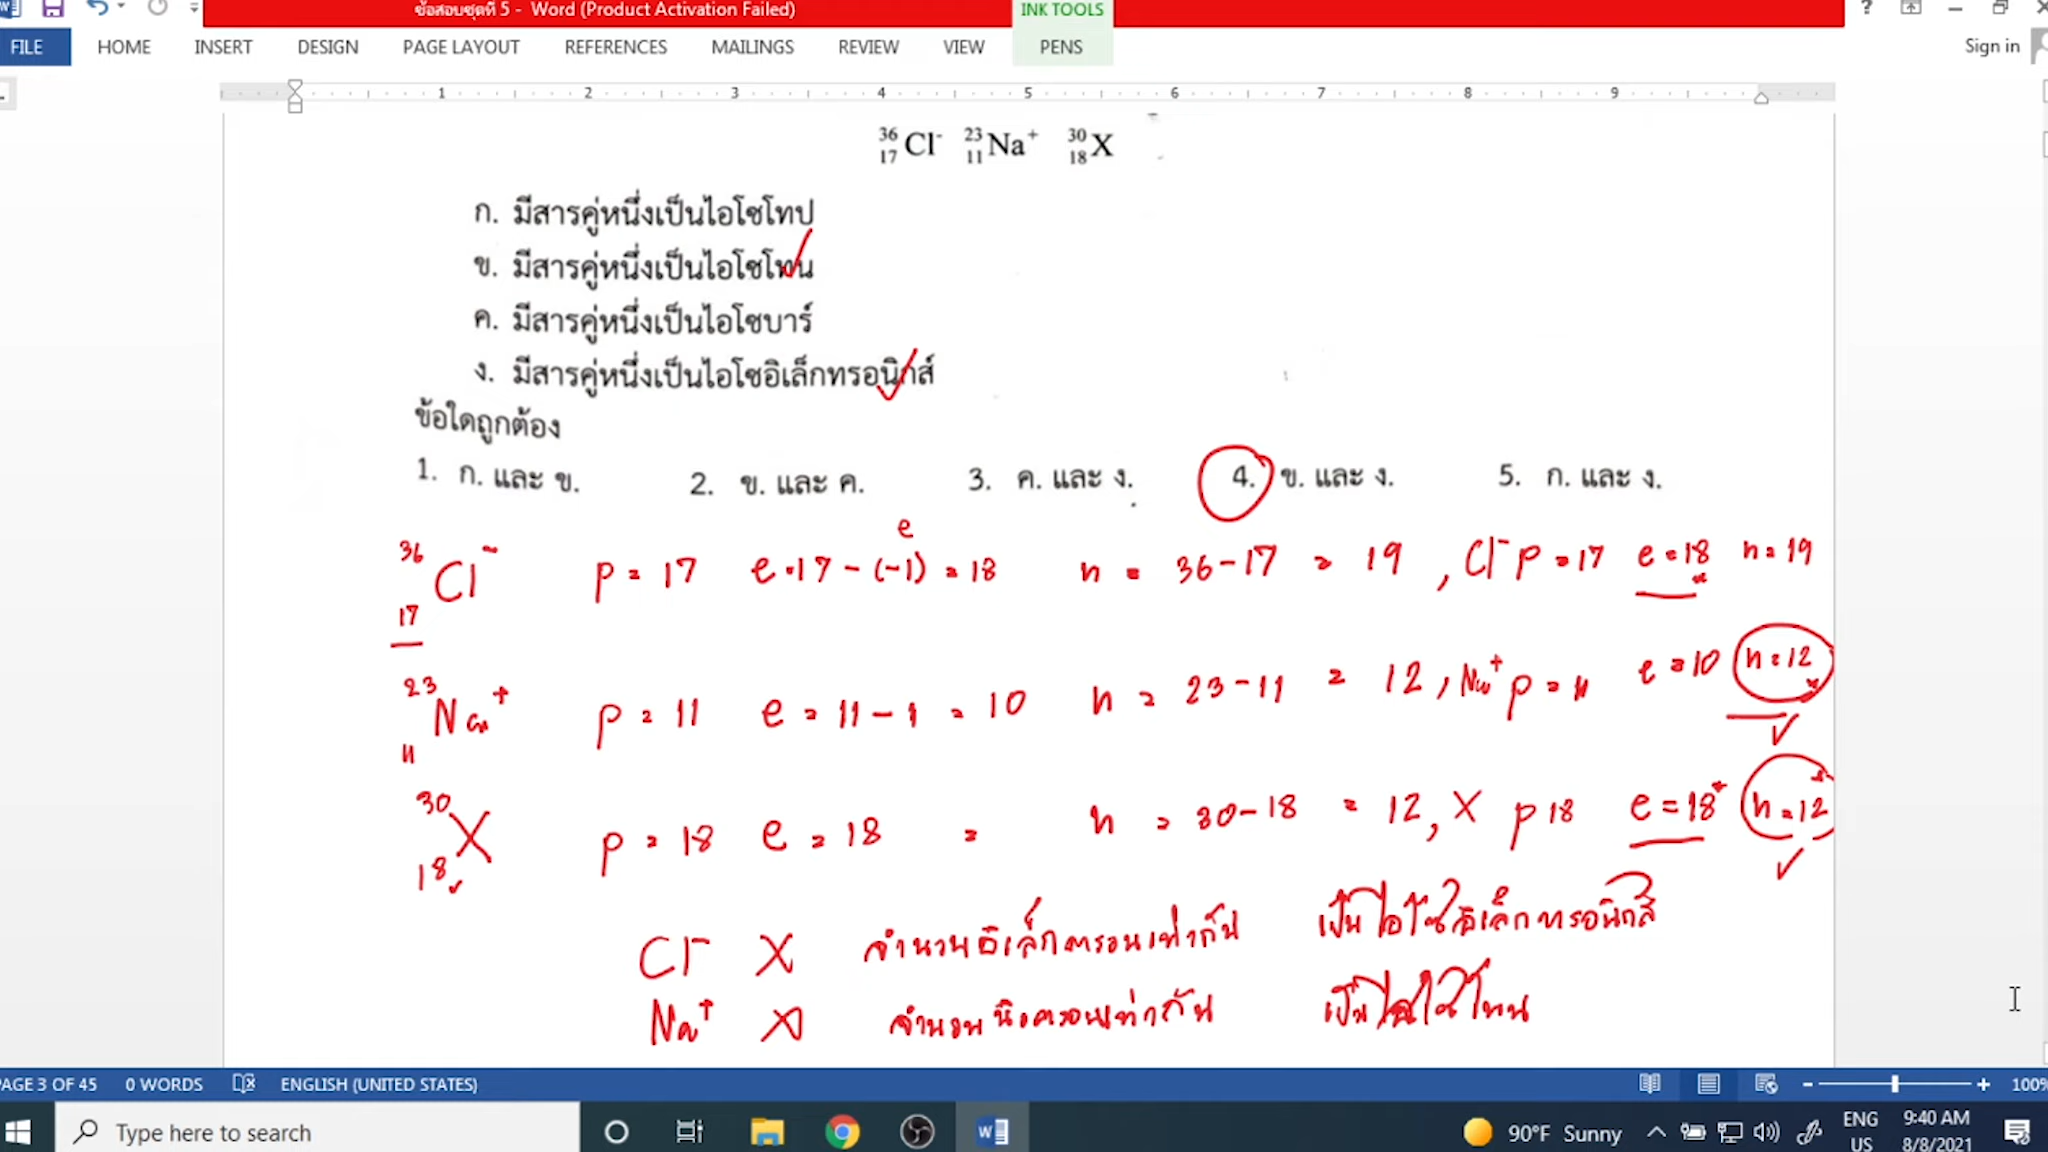 ข้อสอบชุดที่ 5 - Word (Product Activation Failed)
INK TOOLS
FILE HOME INSERT DESIGN PAGE LAYOUT REFERENCES MAILINGS REVIEW VIEW PENS
Sign in
1 2 3 4 5 6 7 8 9
³⁶₁₇Cl⁻ ²³₁₁Na⁺ ³⁰₁₈X
ก. มีสารคู่หนึ่งเป็นไอโซโทป
ข. มีสารคู่หนึ่งเป็นไอโซโทน
ค. มีสารคู่หนึ่งเป็นไอโซบาร์
ง. มีสารคู่หนึ่งเป็นไอโซอิเล็กทรอนิกส์
ข้อใดถูกต้อง
1. ก. และ ข. 2. ข. และ ค. 3. ค. และ ง. 4. ข. และ ง. 5. ก. และ ง.
e
³⁶₁₇Cl⁻ p = 17 e = 17 - (-1) = 18 n = 36 - 17 = 19 , Cl⁻ p = 17 e = 18 n = 19
²³₁₁Na⁺ p = 11 e = 11 - 1 = 10 n = 23 - 11 = 12 , Na⁺ p = 11 e = 10 n = 12
³⁰₁₈X p = 18 e = 18 = n = 30 - 18 = 12 , X p 18 e = 18 n = 12
Cl⁻ X จำนวนอิเล็กตรอนเท่ากัน เป็นไอโซอิเล็กทรอนิกส์
Na⁺ X จำนวนนิวตรอนเท่ากัน เป็นไอโซโทน
PAGE 3 OF 45 0 WORDS ENGLISH (UNITED STATES) 100%
Type here to search
90°F Sunny
ENG
US
9:40 AM
8/8/2021